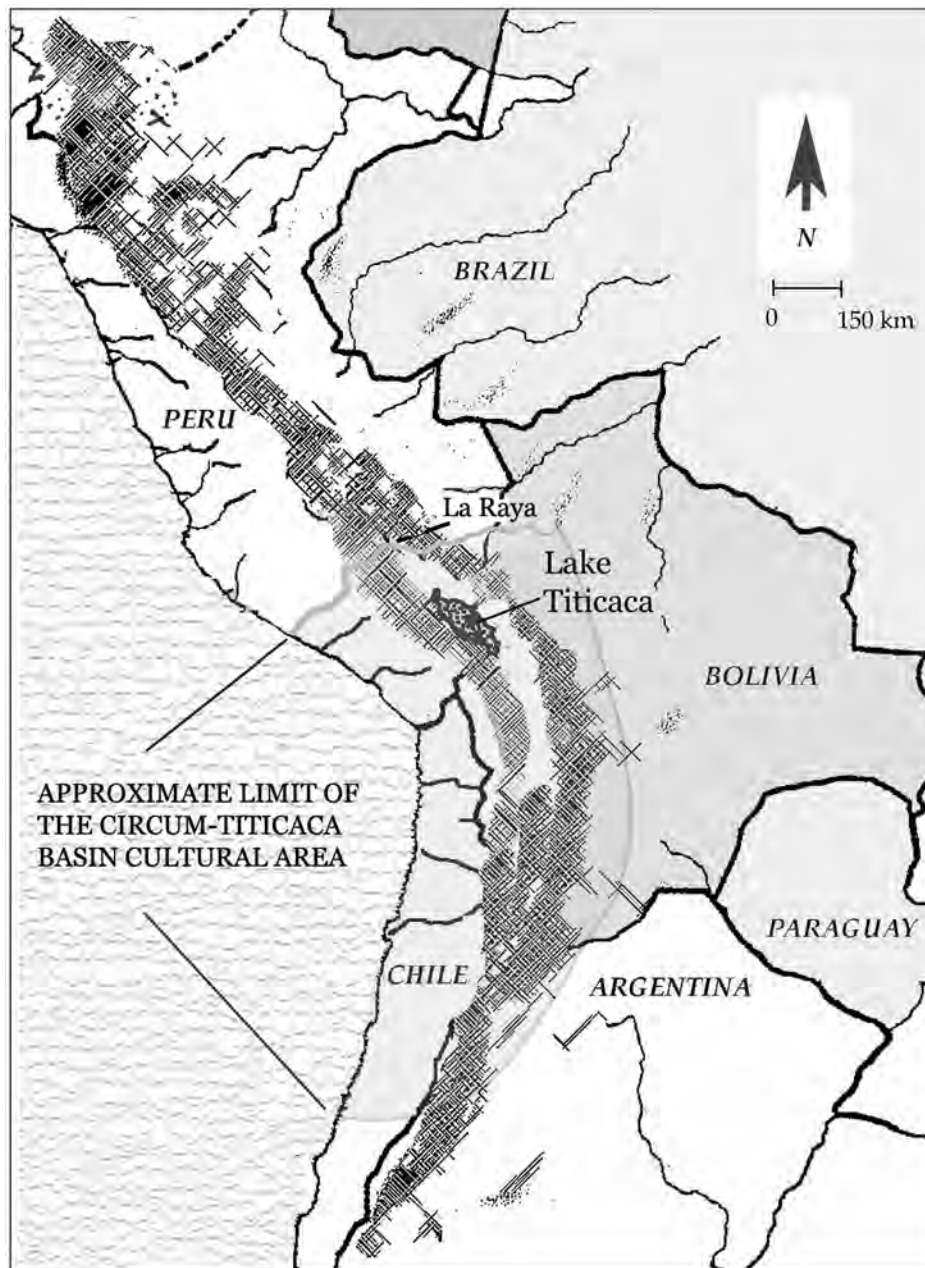 N
0 150 km
BRAZIL
PERU
La Raya
Lake
Titicaca
BOLIVIA
APPROXIMATE LIMIT OF
THE CIRCUM-TITICACA
BASIN CULTURAL AREA
PARAGUAY
CHILE
ARGENTINA